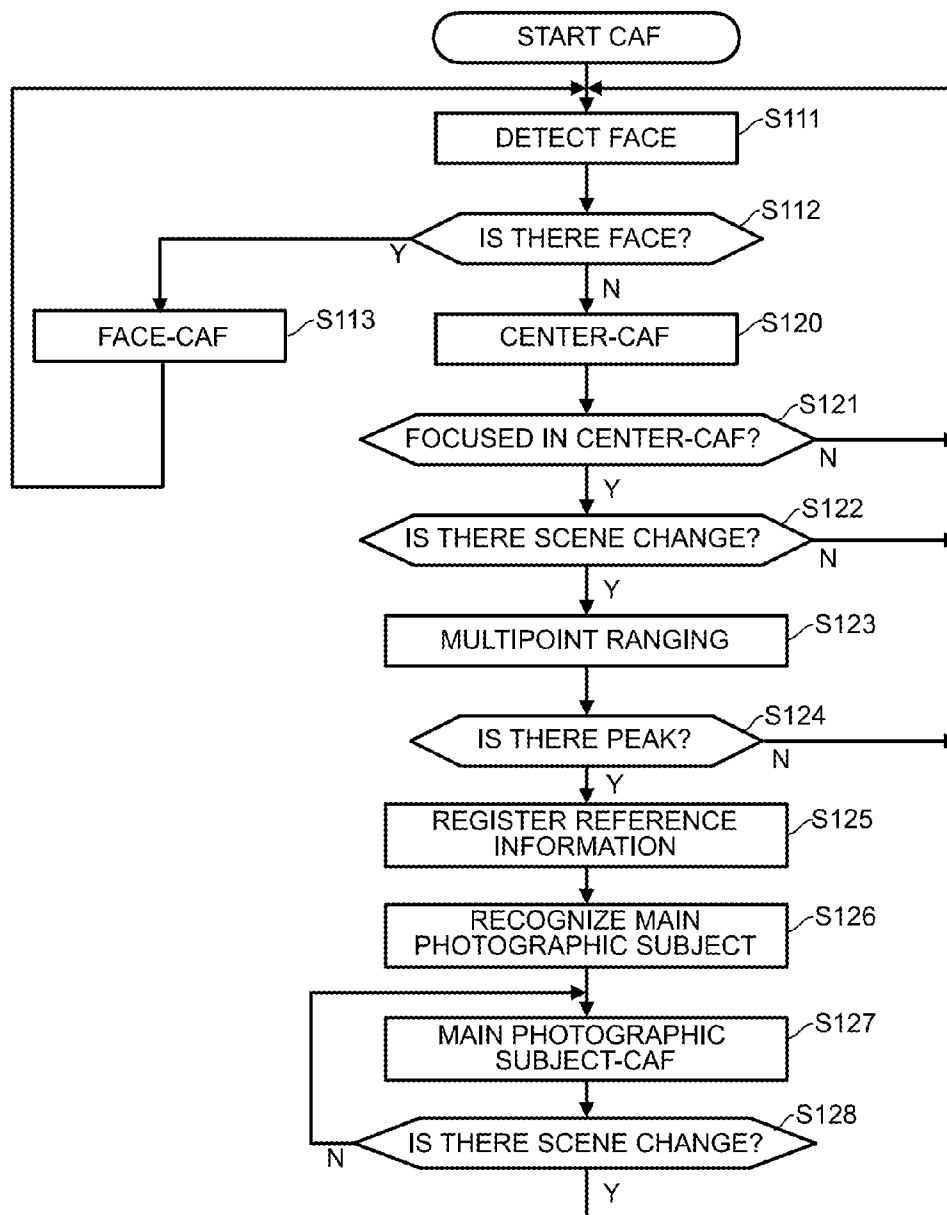 START CAF
S111
DETECT FACE
S112
IS THERE FACE?
Y
N
S113
FACE-CAF
S120
CENTER-CAF
S121
FOCUSED IN CENTER-CAF?
N
Y
S122
IS THERE SCENE CHANGE?
N
Y
S123
MULTIPOINT RANGING
S124
IS THERE PEAK?
N
Y
S125
REGISTER REFERENCE
INFORMATION
S126
RECOGNIZE MAIN
PHOTOGRAPHIC SUBJECT
S127
MAIN PHOTOGRAPHIC
SUBJECT-CAF
S128
IS THERE SCENE CHANGE?
N
Y